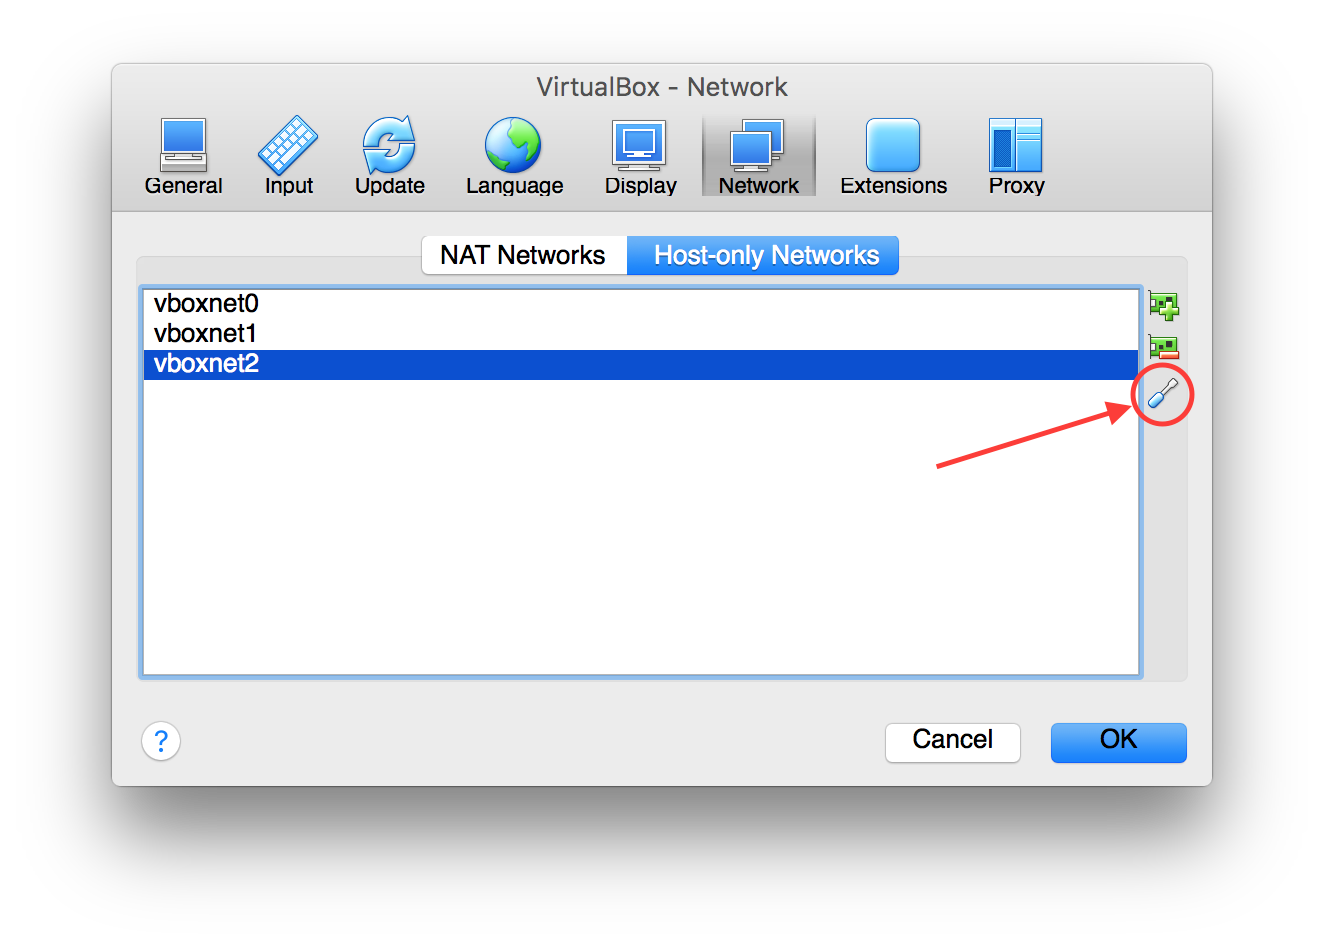 VirtualBox - Network
General Input Update Language Display Network Extensions Proxy
NAT Networks Host-only Networks
vboxnet0
vboxnet1
vboxnet2
? Cancel OK